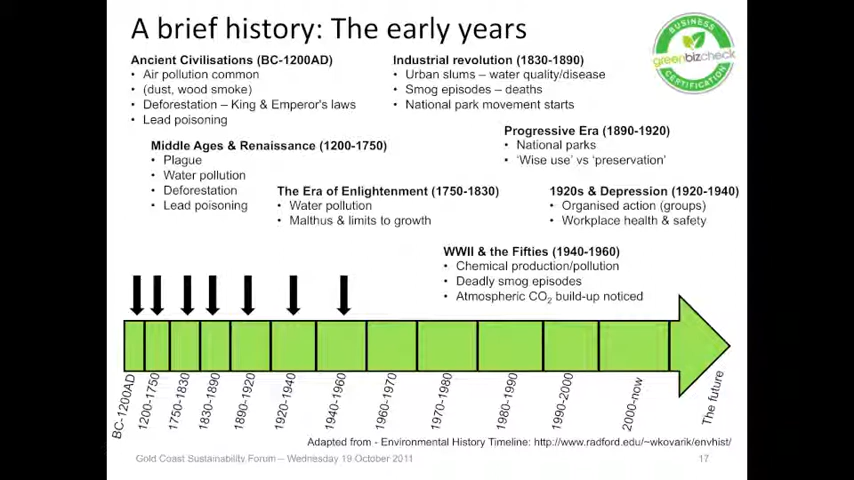 A brief history: The early years
BUSINESS
greenbizcheck
CERTIFICATION
Ancient Civilisations (BC-1200AD)
• Air pollution common
• (dust, wood smoke)
• Deforestation – King & Emperor's laws
• Lead poisoning
Industrial revolution (1830-1890)
• Urban slums – water quality/disease
• Smog episodes – deaths
• National park movement starts
Progressive Era (1890-1920)
• National parks
• 'Wise use' vs 'preservation'
Middle Ages & Renaissance (1200-1750)
• Plague
• Water pollution
• Deforestation
• Lead poisoning
The Era of Enlightenment (1750-1830)
• Water pollution
• Malthus & limits to growth
1920s & Depression (1920-1940)
• Organised action (groups)
• Workplace health & safety
WWII & the Fifties (1940-1960)
• Chemical production/pollution
• Deadly smog episodes
• Atmospheric CO₂ build-up noticed
BC-1200AD
1200-1750
1750-1830
1830-1890
1890-1920
1920-1940
1940-1960
1960-1970
1970-1980
1980-1990
1990-2000
2000-now
The future
Adapted from - Environmental History Timeline: http://www.radford.edu/~wkovarik/envhist/
Gold Coast Sustainability Forum – Wednesday 19 October 2011
17